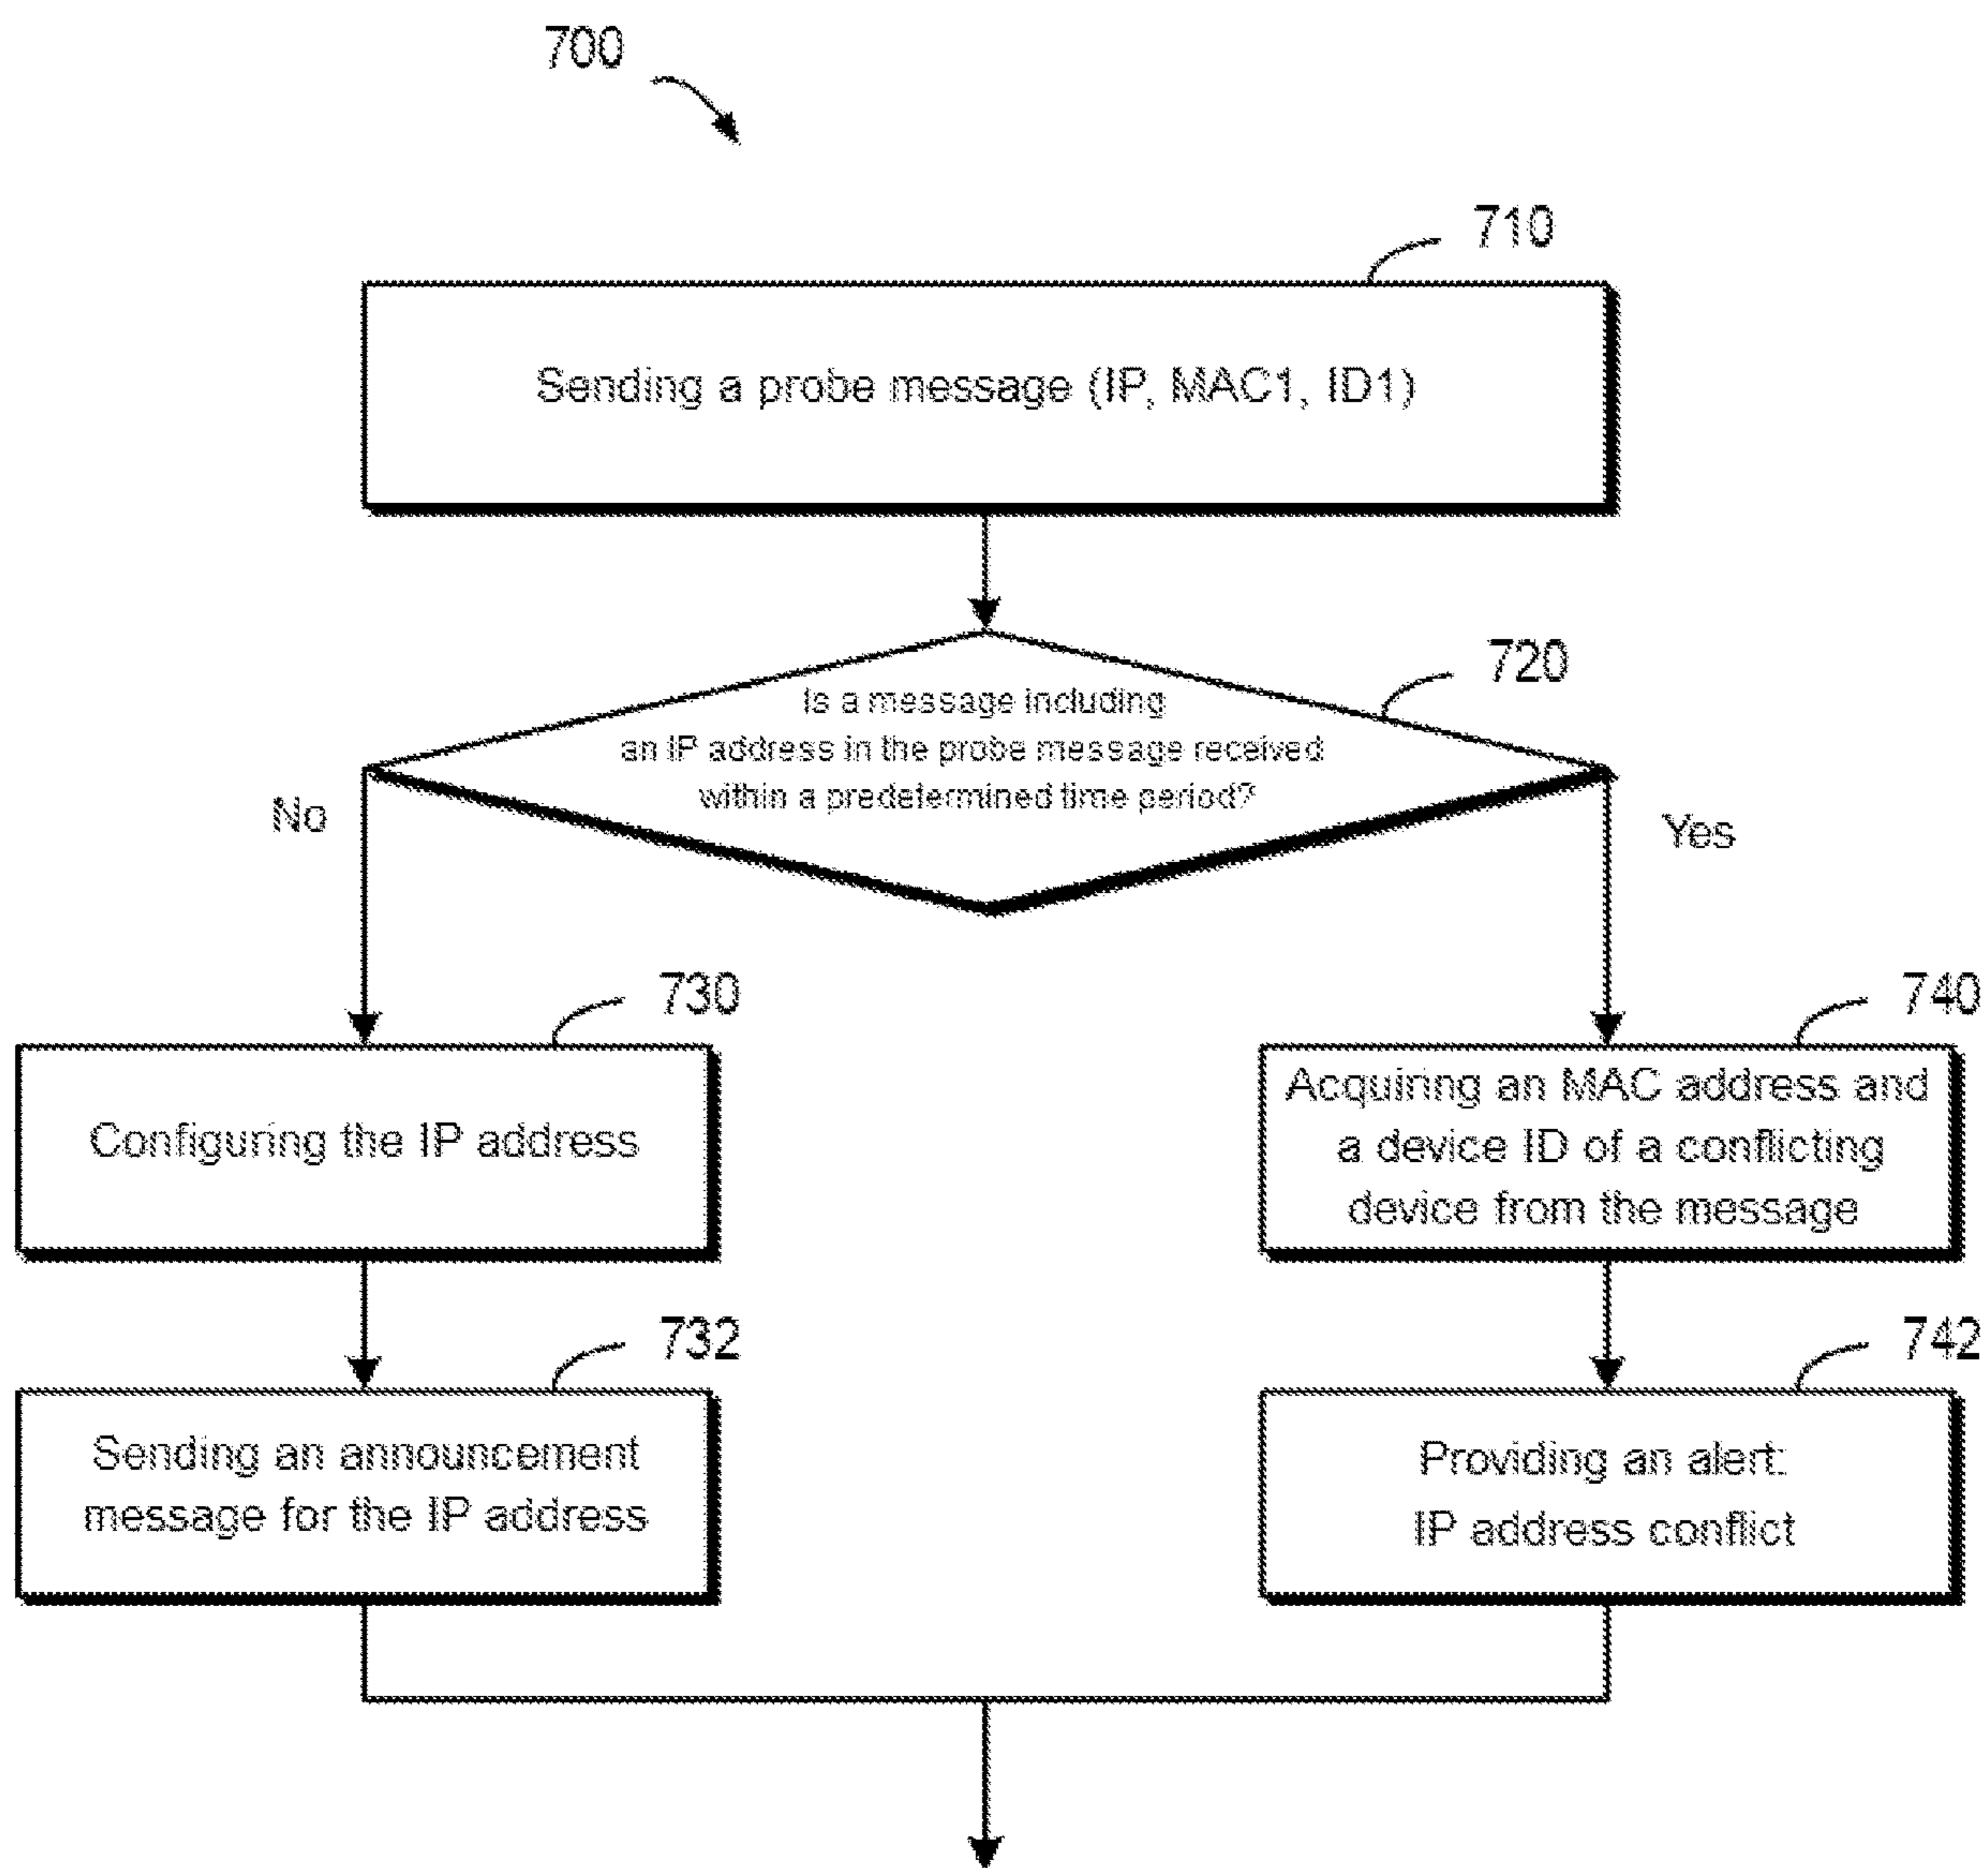 700
710
Sending a probe message (IP, MAC1, ID1)
720
Is a message including
an IP address in the probe message received
within a predetermined time period?
No
Yes
730
740
Configuring the IP address
Acquiring an MAC address and
a device ID of a conflicting
device from the message
732
742
Sending an announcement
message for the IP address
Providing an alert:
IP address conflict